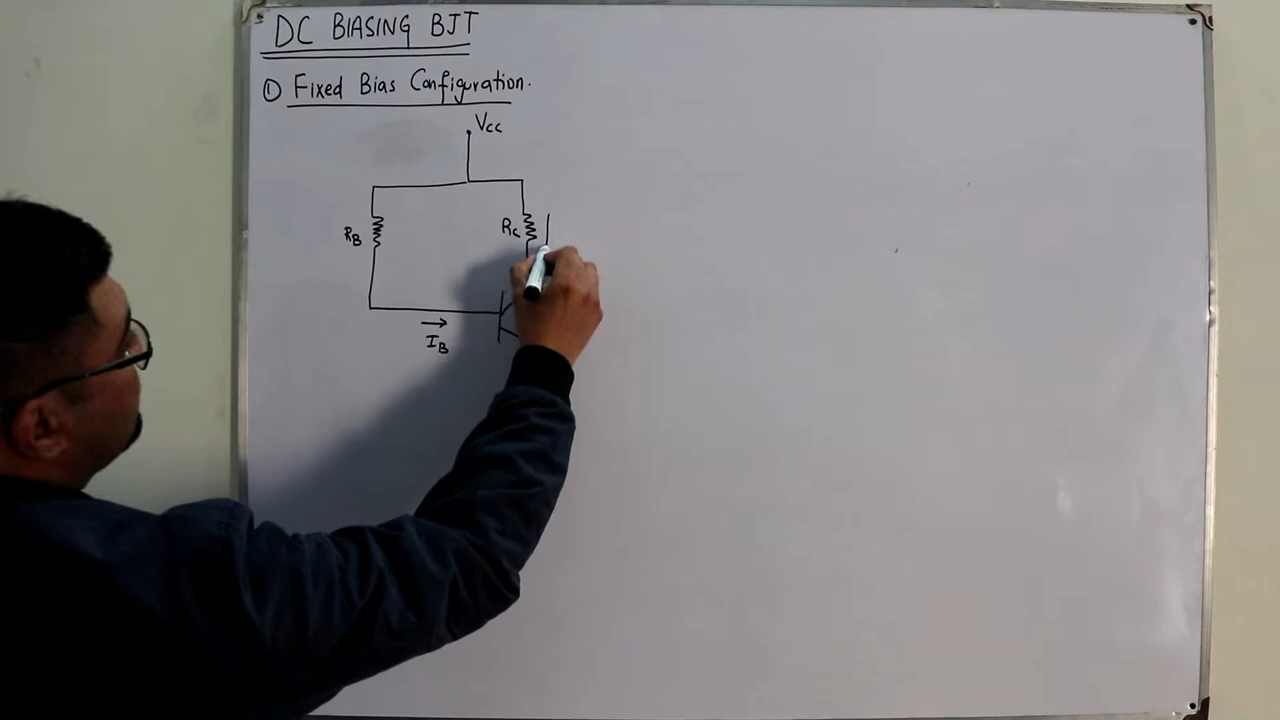 DC BIASING BJT
① Fixed Bias Configuration.
Vcc
RB
Rc
IB